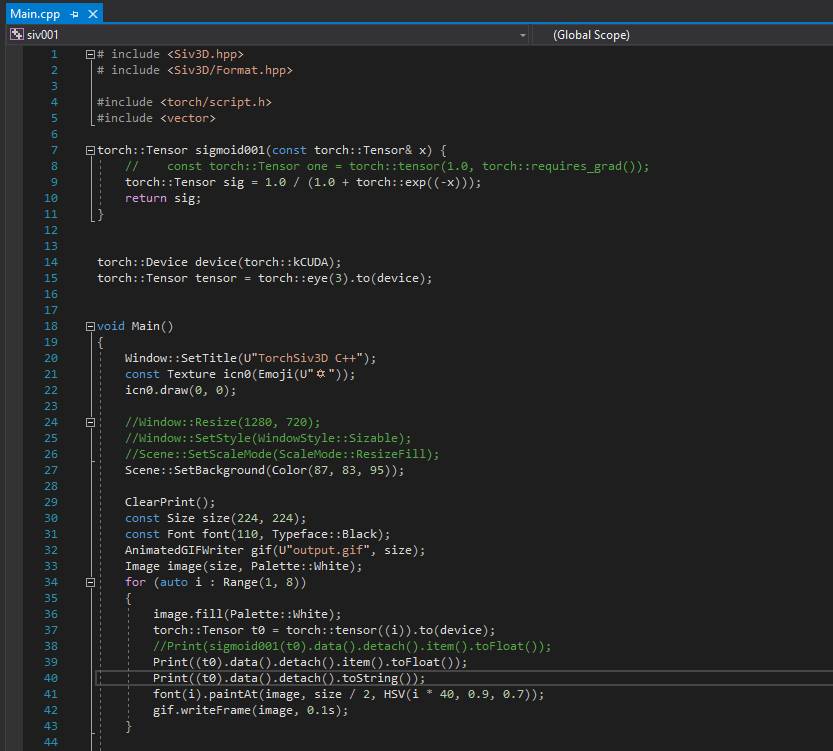 Main.cpp
siv001 (Global Scope)
1 # include <Siv3D.hpp>
2 # include <Siv3D/Format.hpp>
3
4 #include <torch/script.h>
5 #include <vector>
6
7 torch::Tensor sigmoid001(const torch::Tensor& x) {
8 //    const torch::Tensor one = torch::tensor(1.0, torch::requires_grad());
9 torch::Tensor sig = 1.0 / (1.0 + torch::exp((-x)));
10 return sig;
11 }
12
13
14 torch::Device device(torch::kCUDA);
15 torch::Tensor tensor = torch::eye(3).to(device);
16
17
18 void Main()
19 {
20 Window::SetTitle(U"TorchSiv3D C++");
21 const Texture icn0(Emoji(U"🔯"));
22 icn0.draw(0, 0);
23
24 //Window::Resize(1280, 720);
25 //Window::SetStyle(WindowStyle::Sizable);
26 //Scene::SetScaleMode(ScaleMode::ResizeFill);
27 Scene::SetBackground(Color(87, 83, 95));
28
29 ClearPrint();
30 const Size size(224, 224);
31 const Font font(110, Typeface::Black);
32 AnimatedGIFWriter gif(U"output.gif", size);
33 Image image(size, Palette::White);
34 for (auto i : Range(1, 8))
35 {
36 image.fill(Palette::White);
37 torch::Tensor t0 = torch::tensor((i)).to(device);
38 //Print(sigmoid001(t0).data().detach().item().toFloat());
39 Print((t0).data().detach().item().toFloat());
40 Print((t0).data().detach().toString());
41 font(i).paintAt(image, size / 2, HSV(i * 40, 0.9, 0.7));
42 gif.writeFrame(image, 0.1s);
43 }
44